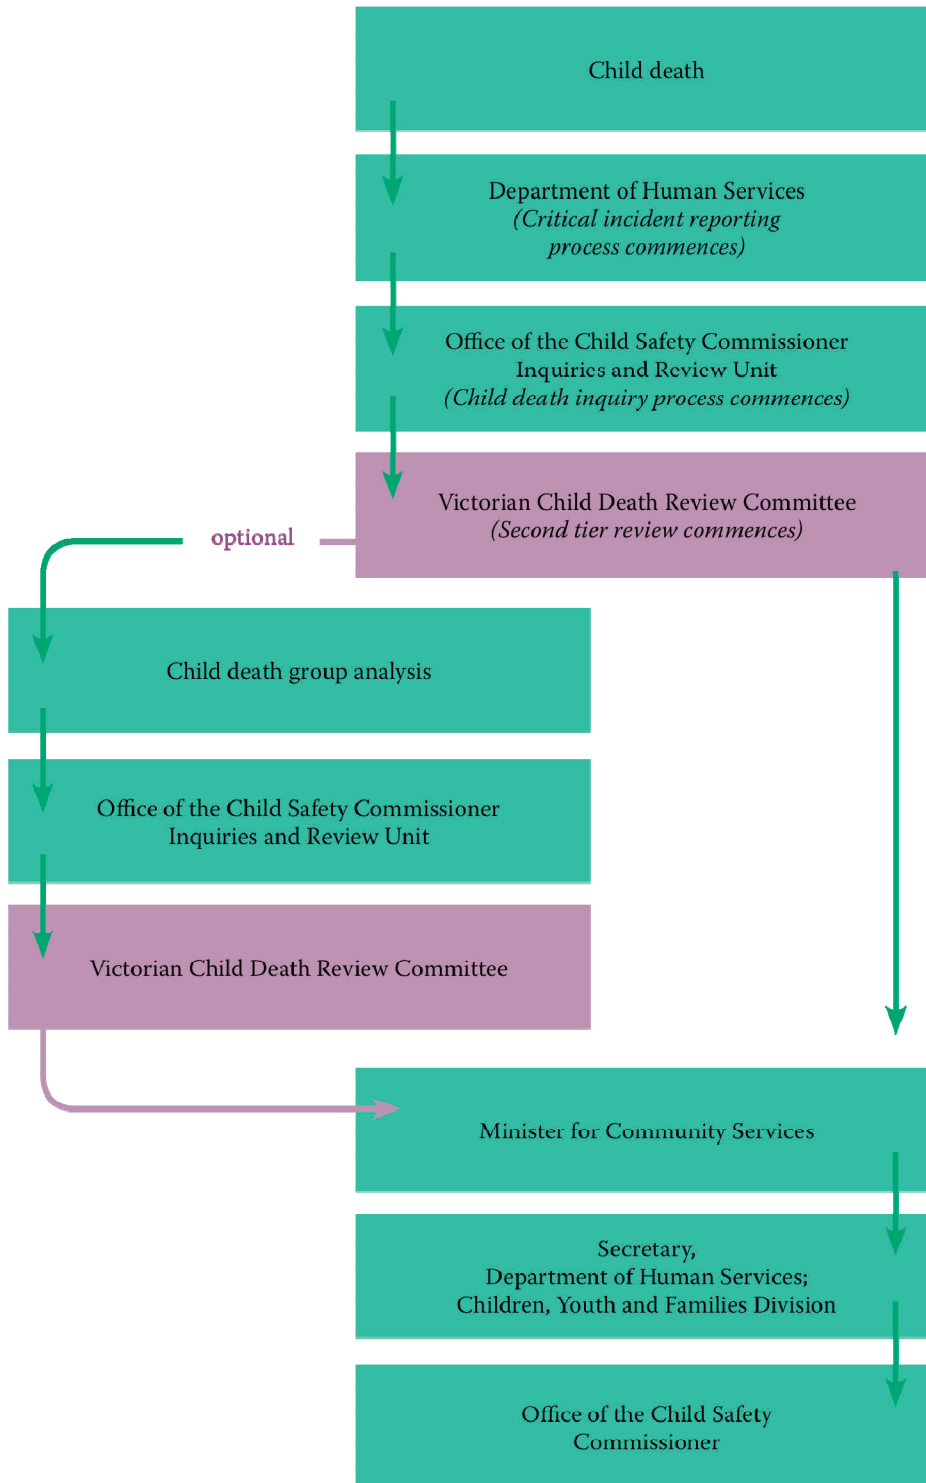 Child death
Department of Human Services
(Critical incident reporting
process commences)
Office of the Child Safety Commissioner
Inquiries and Review Unit
(Child death inquiry process commences)
Victorian Child Death Review Committee
(Second tier review commences)
optional
Child death group analysis
Office of the Child Safety Commissioner
Inquiries and Review Unit
Victorian Child Death Review Committee
Minister for Community Services
Secretary,
Department of Human Services;
Children, Youth and Families Division
Office of the Child Safety
Commissioner